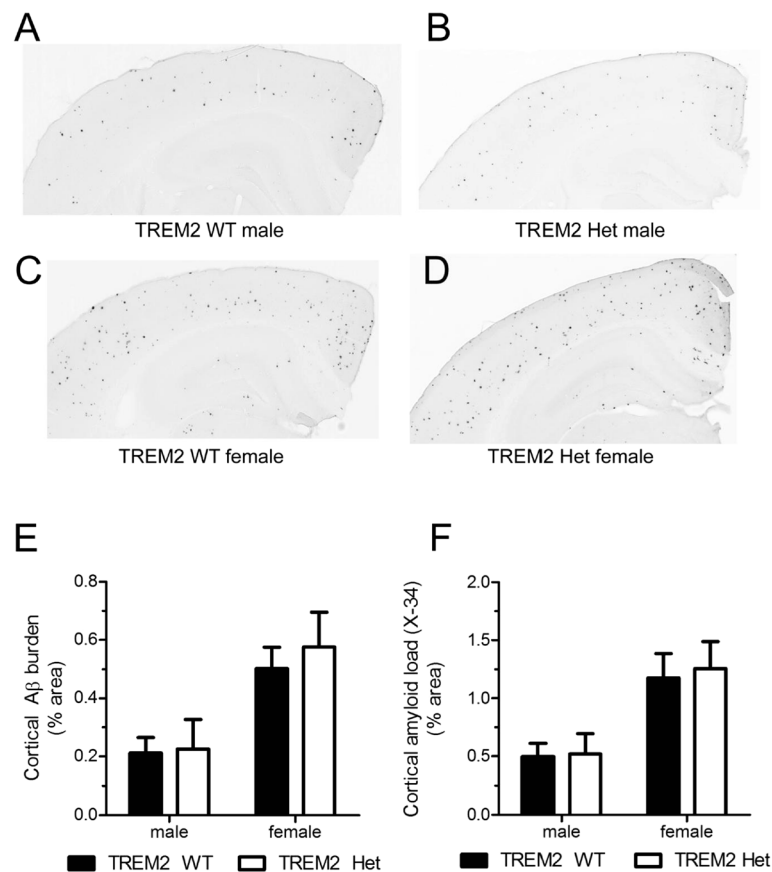 A
B
TREM2 WT male
TREM2 Het male
C
D
TREM2 WT female
TREM2 Het female
E
F
Cortical Aβ burden
(% area)
0.8
0.6
0.4
0.2
0.0
male
female
TREM2 WT
TREM2 Het
Cortical amyloid load (X-34)
(% area)
2.0
1.5
1.0
0.5
0.0
male
female
TREM2 WT
TREM2 Het